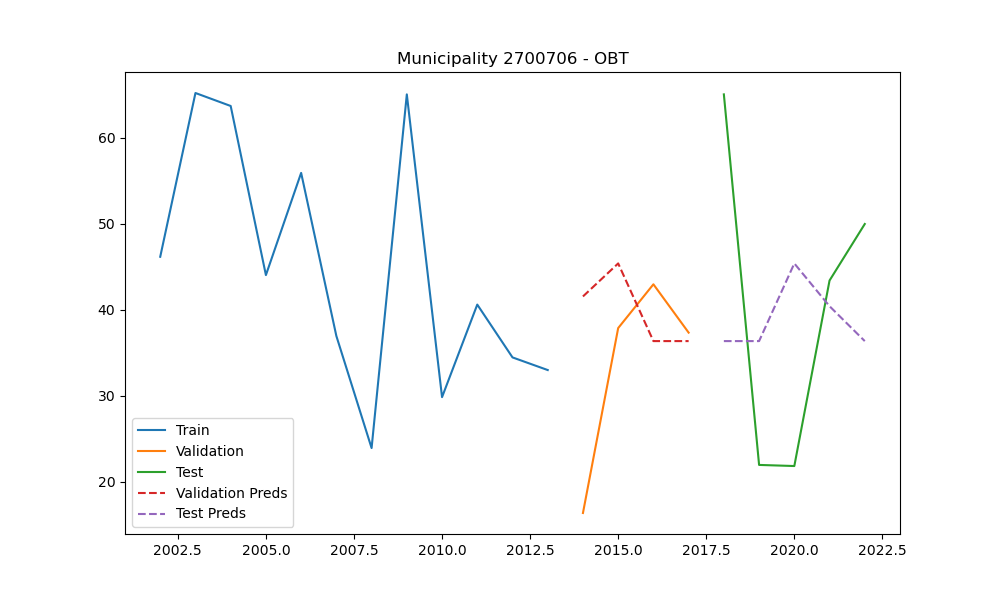 Municipality 2700706 - OBT
60
50
40
30
20
Train
Validation
Test
Validation Preds
Test Preds
2002.5 2005.0 2007.5 2010.0 2012.5 2015.0 2017.5 2020.0 2022.5